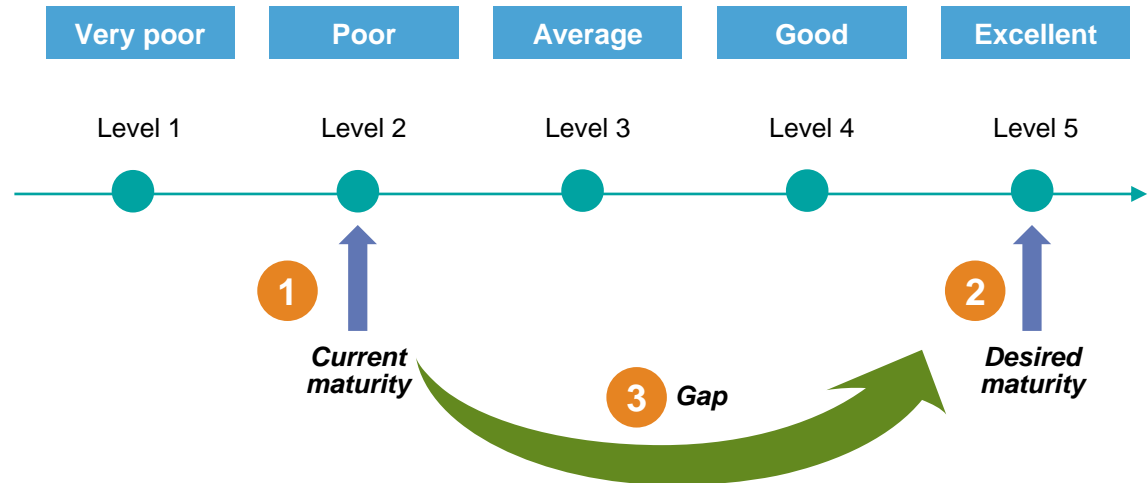 Very poor
Poor
Average
Good
Excellent
Level 1
Level 2
Level 3
Level 4
Level 5
1
2
Current
maturity
Desired
maturity
3
Gap